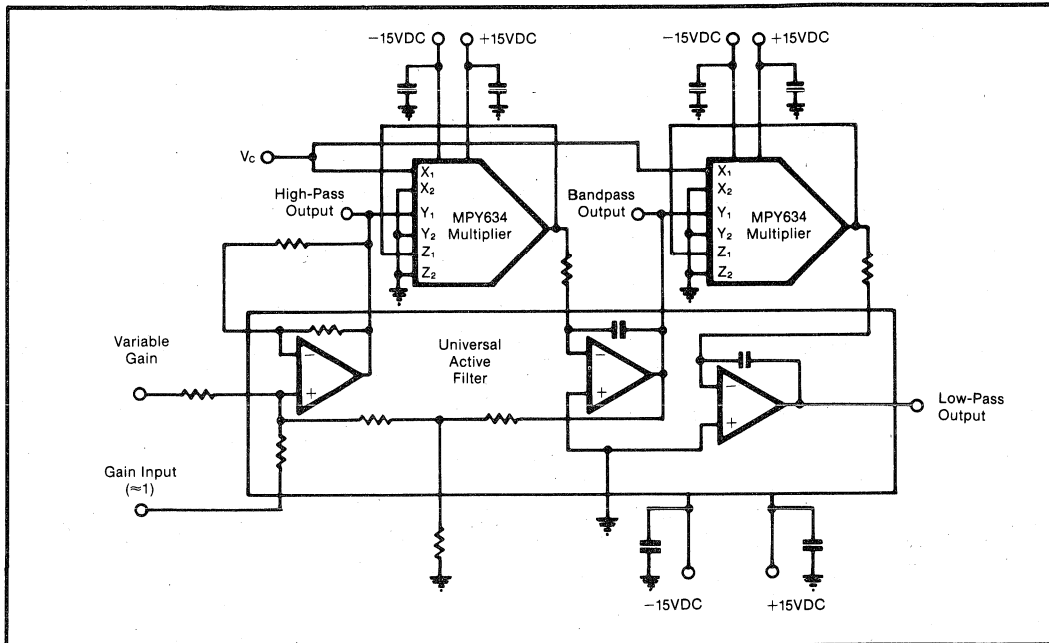 −15VDC
+15VDC
−15VDC
+15VDC
Vc
X1
X2
Y1
Y2
Z1
Z2
MPY634
Multiplier
High-Pass
Output
Bandpass
Output
X1
X2
Y1
Y2
Z1
Z2
MPY634
Multiplier
Variable
Gain
Universal
Active
Filter
−
+
−
+
−
+
Low-Pass
Output
Gain Input
(≈1)
−15VDC
+15VDC